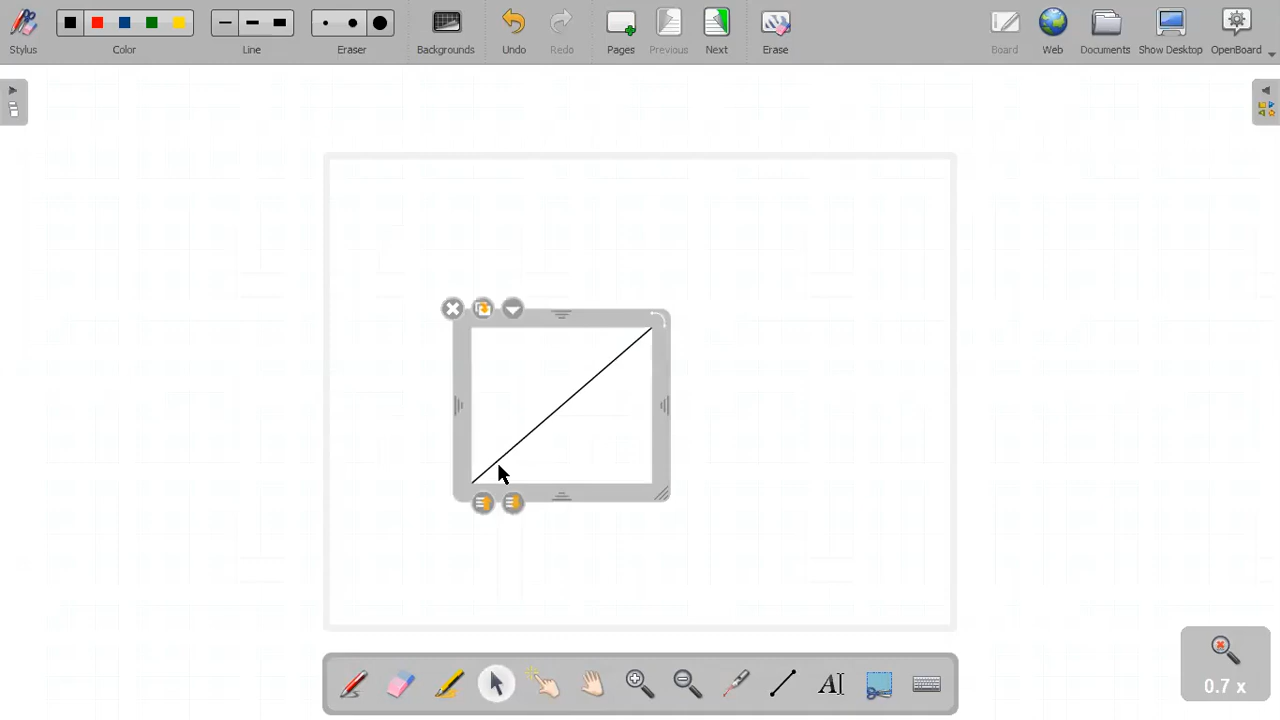 Stylus
Color
Line
Eraser
Backgrounds
Undo
Redo
Pages
Previous
Next
Erase
Board
Web
Documents
Show Desktop
OpenBoard
AI
0.7 x